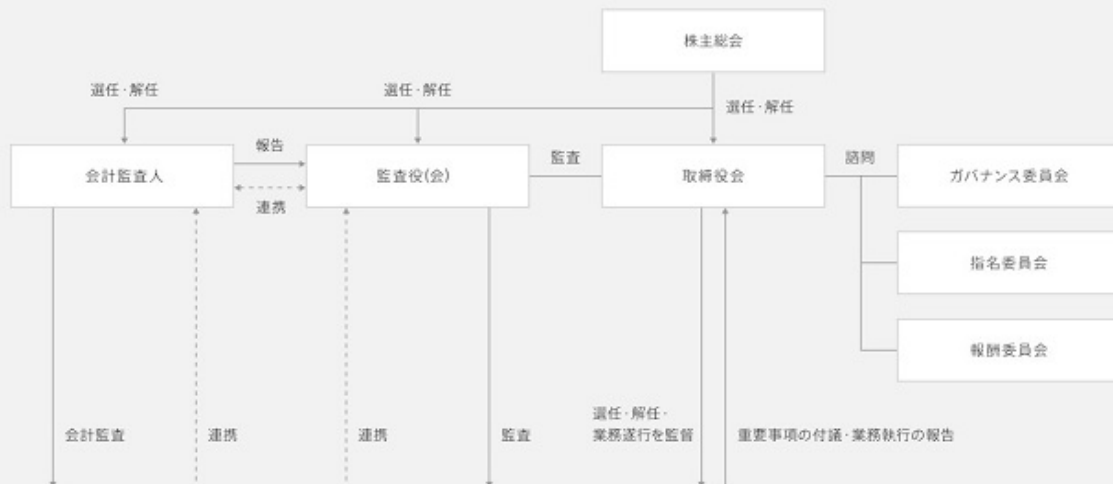 株主総会
選任・解任
選任・解任
選任・解任
会計監査人
報告
連携
監査役(会)
監査
取締役会
諮問
ガバナンス委員会
指名委員会
報酬委員会
会計監査
連携
連携
監査
選任・解任・
業務遂行を監督
重要事項の付議・業務執行の報告